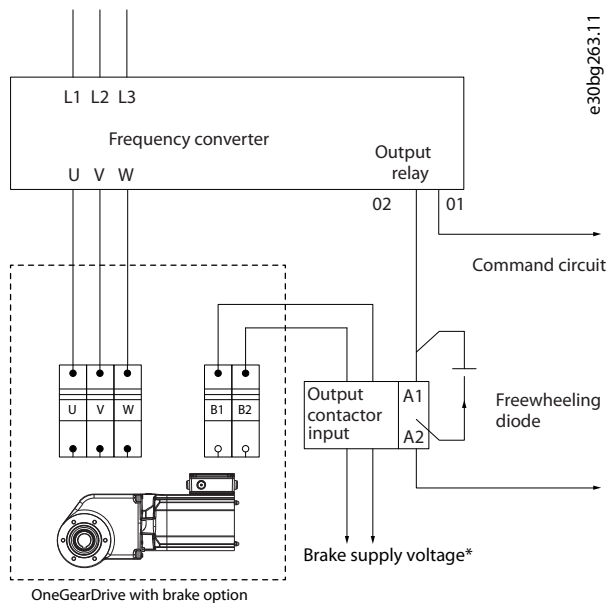 e30bg263.11
L1 L2 L3
Frequency converter
Output
relay
U V W
02 01
Command circuit
U V W
B1 B2
Output
contactor
input
A1
A2
Freewheeling
diode
Brake supply voltage*
OneGearDrive with brake option